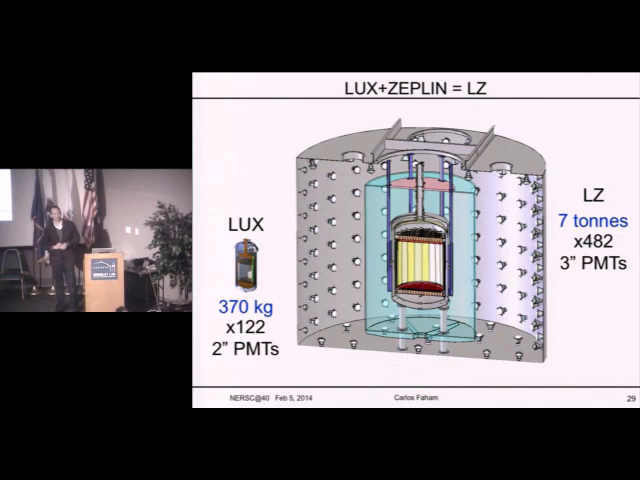 LUX+ZEPLIN = LZ
LUX
370 kg
x122
2” PMTs
LZ
7 tonnes
x482
3” PMTs
NERSC@40 Feb 5, 2014
Carlos Faham
29